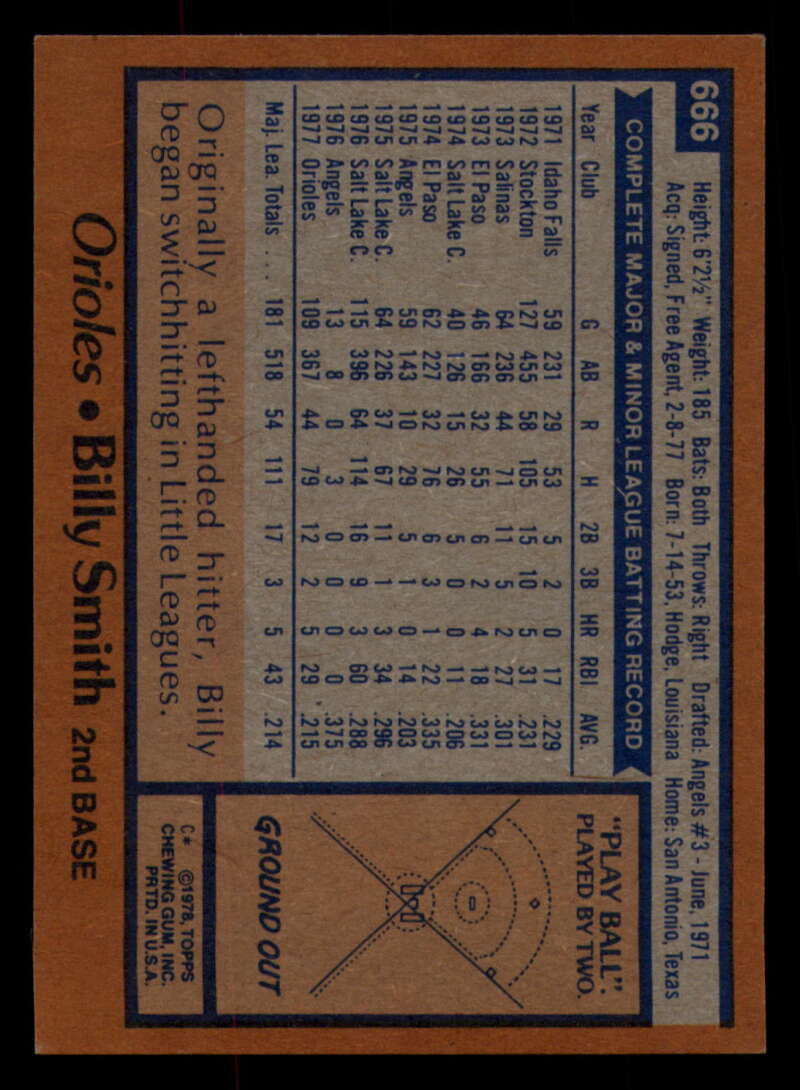 666
Height: 6'2½" Weight: 185 Bats: Both Throws: Right Drafted: Angels #3 - June, 1971
Acq: Signed, Free Agent, 2-8-77 Born: 7-14-53, Hodge, Louisiana Home: San Antonio, Texas
COMPLETE MAJOR & MINOR LEAGUE BATTING RECORD
Year Club G AB R H 2B 3B HR RBI AVG.
1971 Idaho Falls 59 231 29 53 5 2 0 17 .229
1972 Stockton 127 455 58 105 15 10 5 31 .231
1973 Salinas 64 236 44 71 11 5 2 27 .301
1973 El Paso 46 166 32 55 6 2 4 18 .331
1974 Salt Lake C. 40 126 15 26 5 0 0 11 .206
1974 El Paso 62 227 32 76 6 3 1 22 .335
1975 Angels 59 143 10 29 5 1 0 14 .203
1975 Salt Lake C. 64 226 37 67 11 1 3 34 .296
1976 Salt Lake C. 115 396 64 114 16 9 3 60 .288
1976 Angels 13 8 0 3 0 0 0 0 .375
1977 Orioles 109 367 44 79 12 2 5 29 .215
Maj. Lea. Totals ... 181 518 54 111 17 3 5 43 .214
Originally a lefthanded hitter, Billy
began switchhitting in Little Leagues.
"PLAY BALL":
PLAYED BY TWO.
GROUND OUT
C* ©1978, TOPPS
CHEWING GUM, INC.
PRTD. IN U.S.A.
Orioles • Billy Smith 2nd BASE